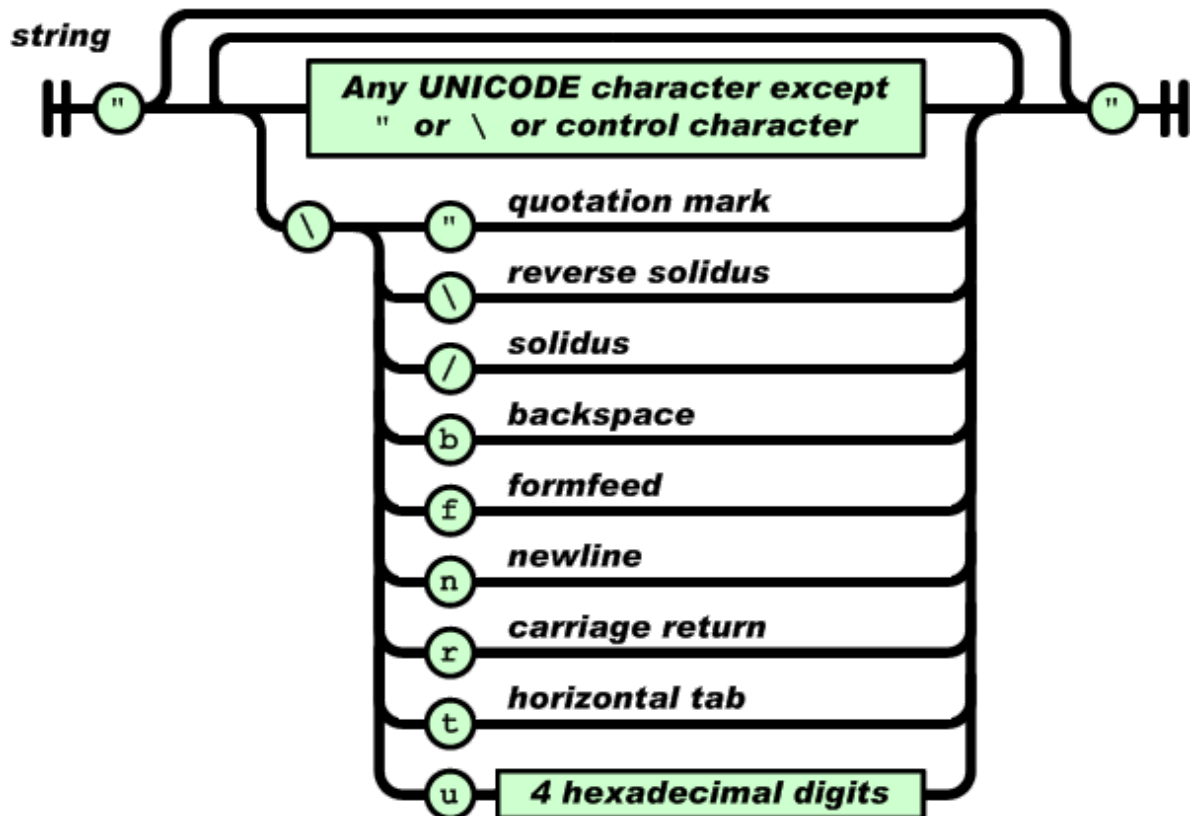 string
" Any UNICODE character except "
" or \ or control character
\ " quotation mark
\ reverse solidus
/ solidus
b backspace
f formfeed
n newline
r carriage return
t horizontal tab
u 4 hexadecimal digits